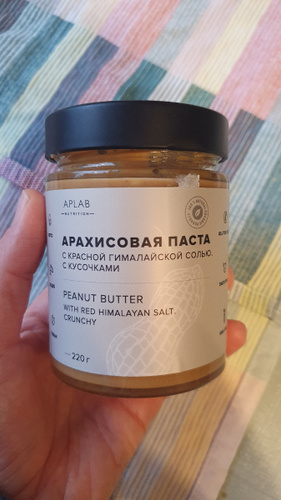 APLAB
NUTRITION
АРАХИСОВАЯ ПАСТА
С КРАСНОЙ ГИМАЛАЙСКОЙ СОЛЬЮ.
С КУСОЧКАМИ
PEANUT BUTTER
WITH RED HIMALAYAN SALT.
CRUNCHY
220 г